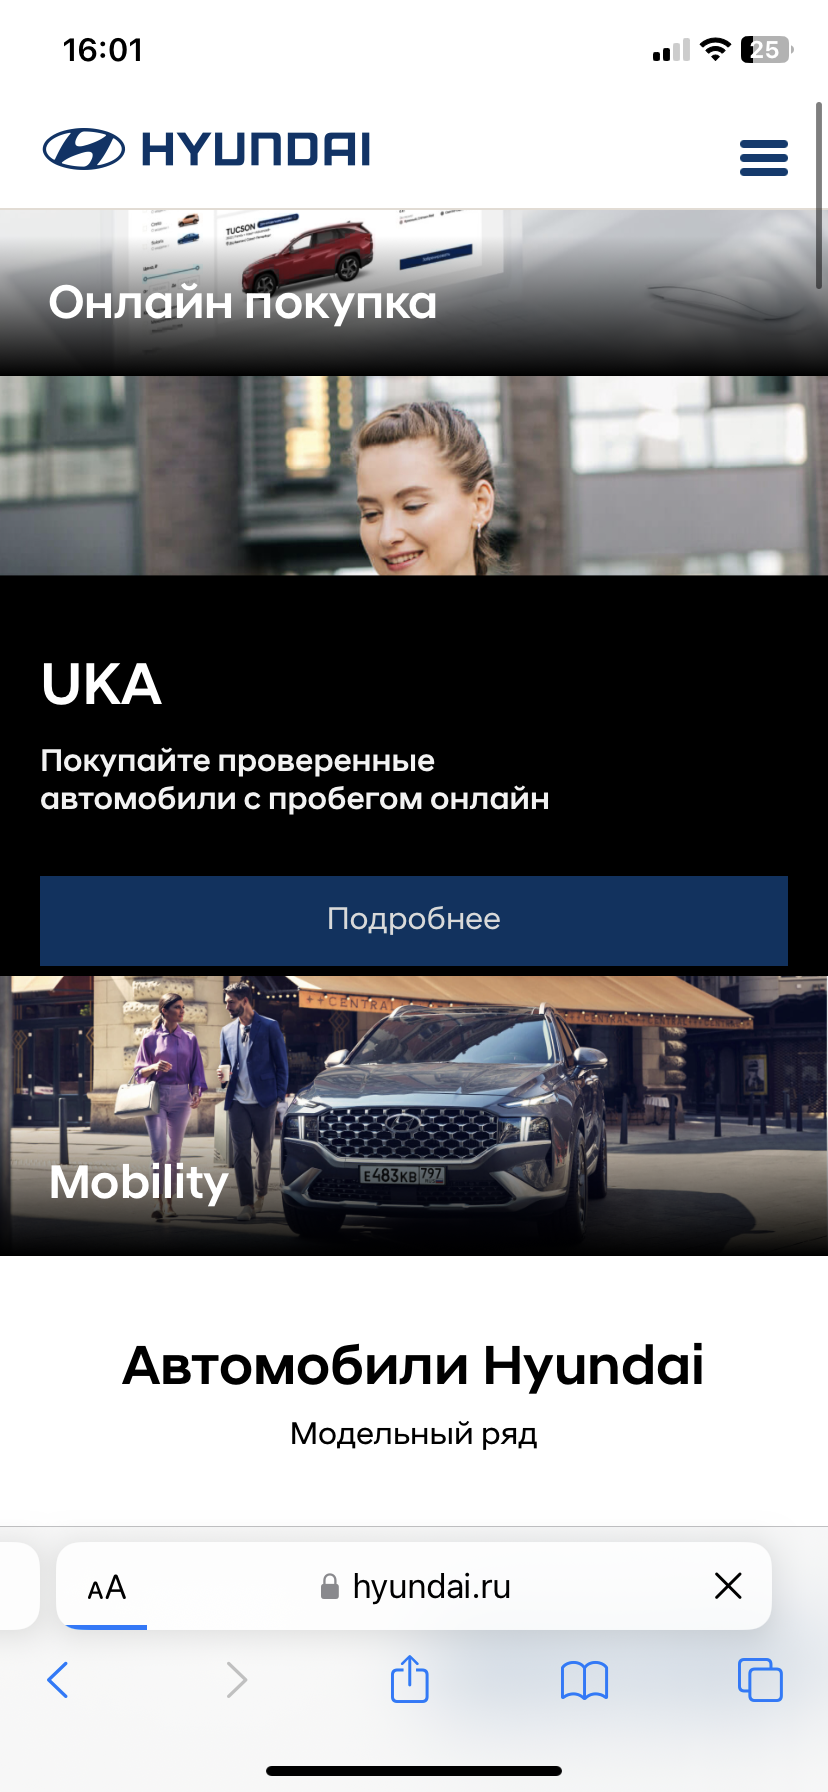 16:01
25
HYUNDAI
TUCSON
Онлайн покупка
UKA
Покупайте проверенные
автомобили с пробегом онлайн
Подробнее
CENTRAL
Е483КВ 797
Mobility
Автомобили Hyundai
Модельный ряд
AA
hyundai.ru